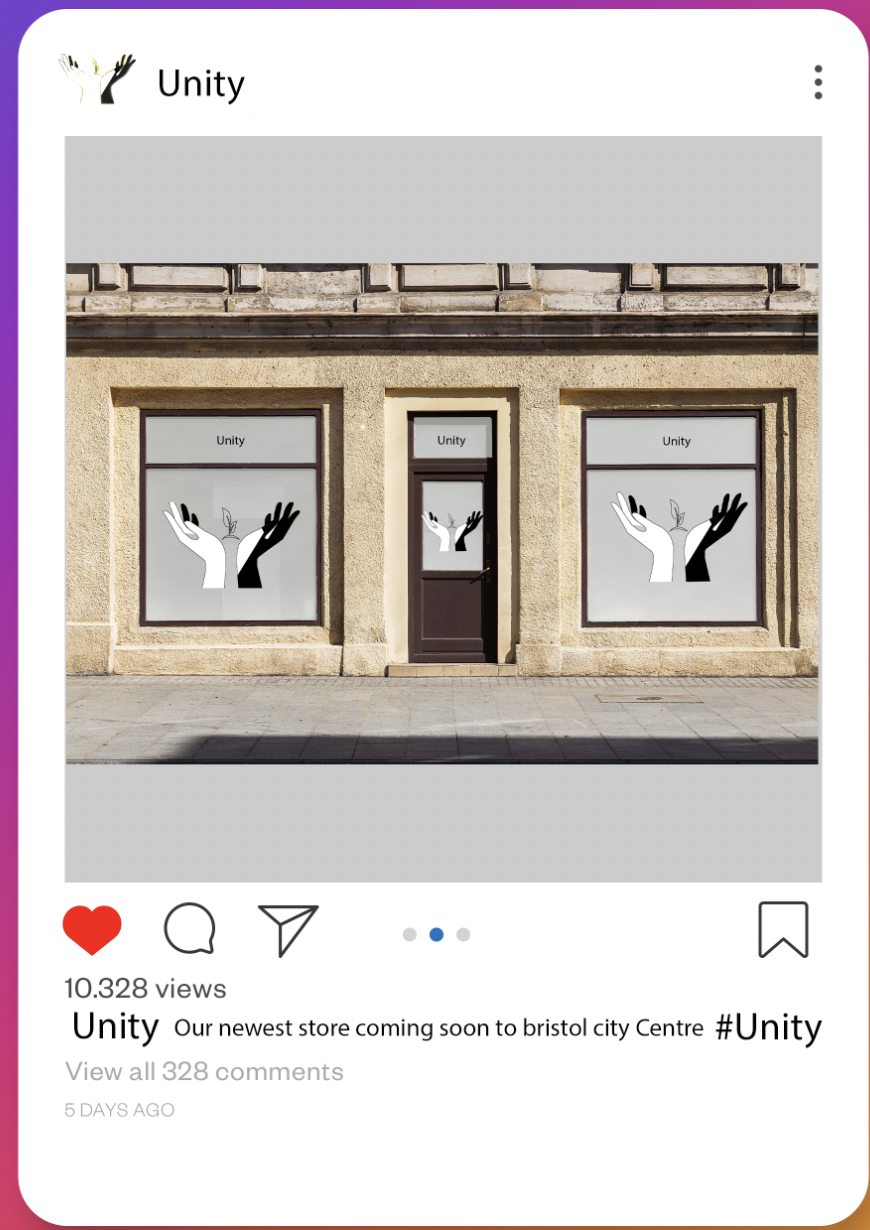 Unity
Unity Unity Unity
10.328 views
Unity Our newest store coming soon to bristol city Centre #Unity
View all 328 comments
5 DAYS AGO